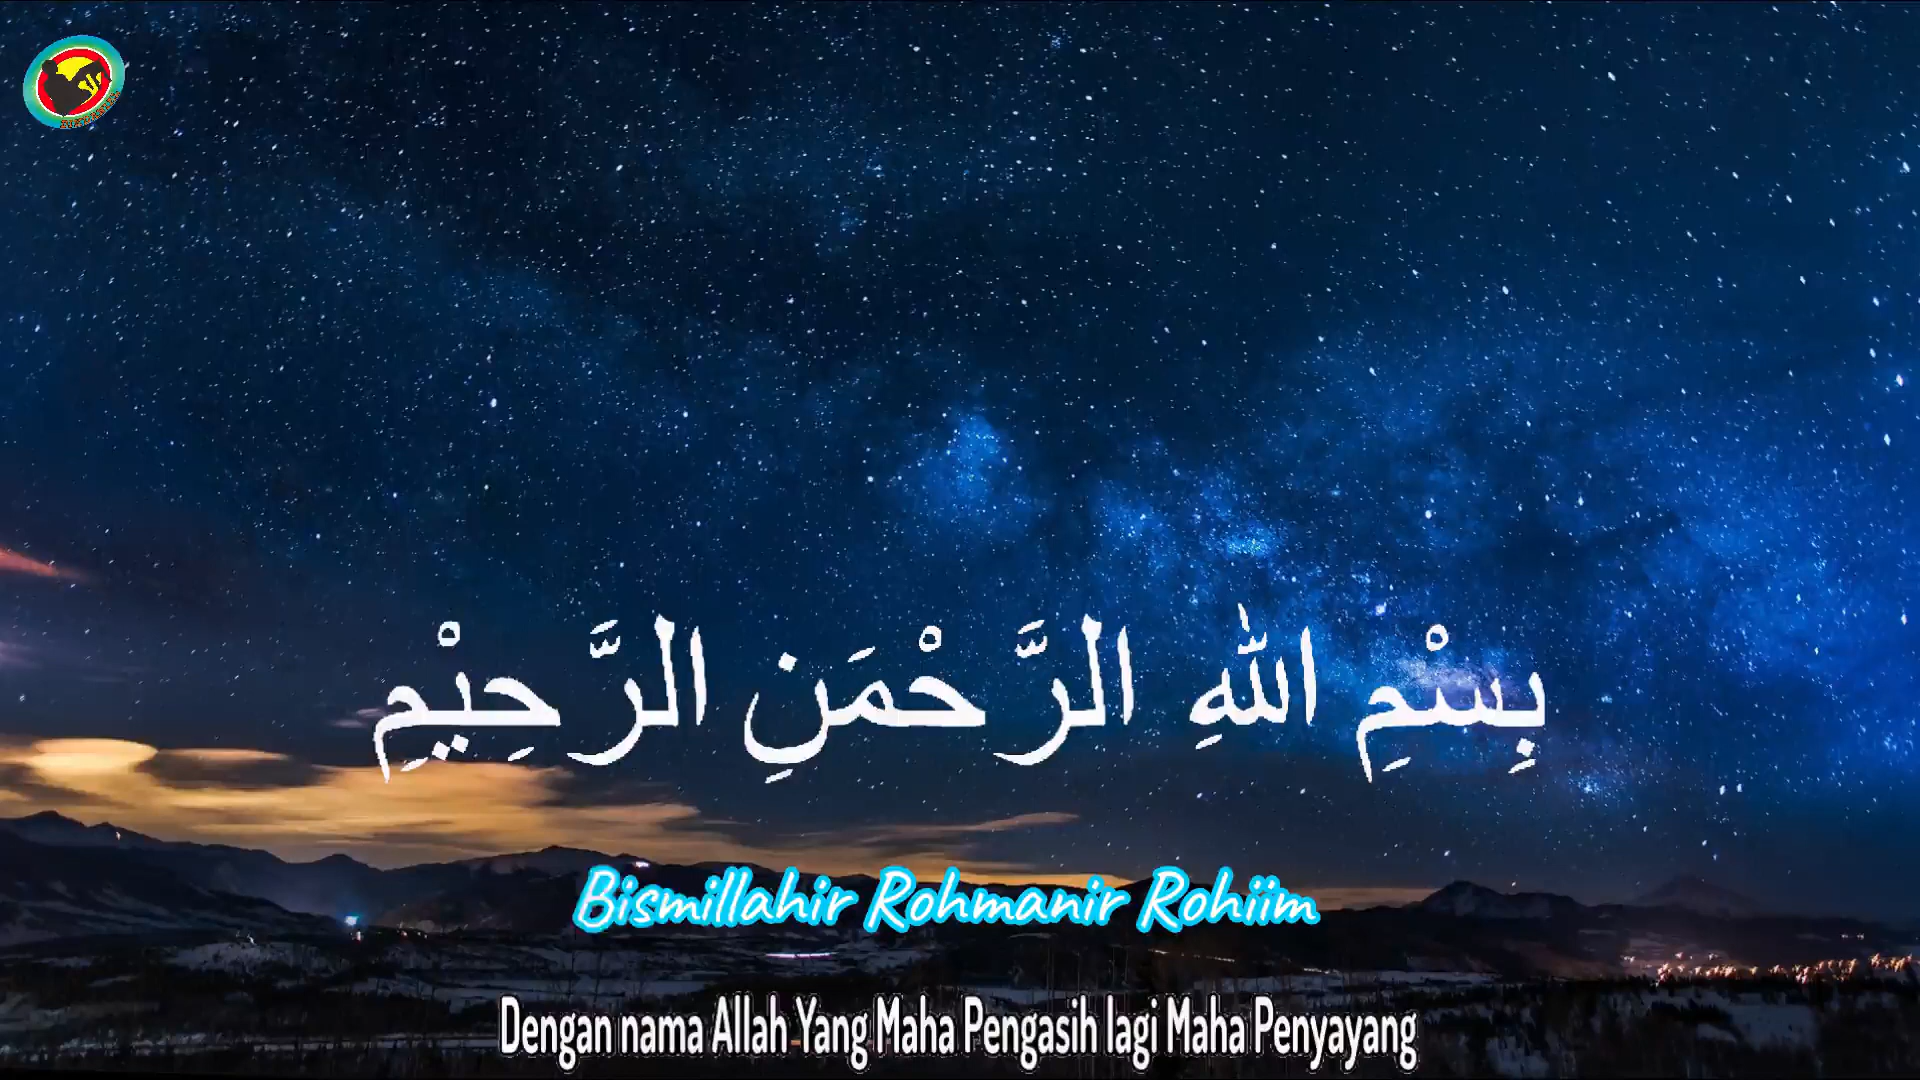 بِسْمِ اللهِ الرَّحْمَنِ الرَّحِيْمِ
Bismillahir Rohmanir Rohiim
Dengan nama Allah Yang Maha Pengasih lagi Maha Penyayang